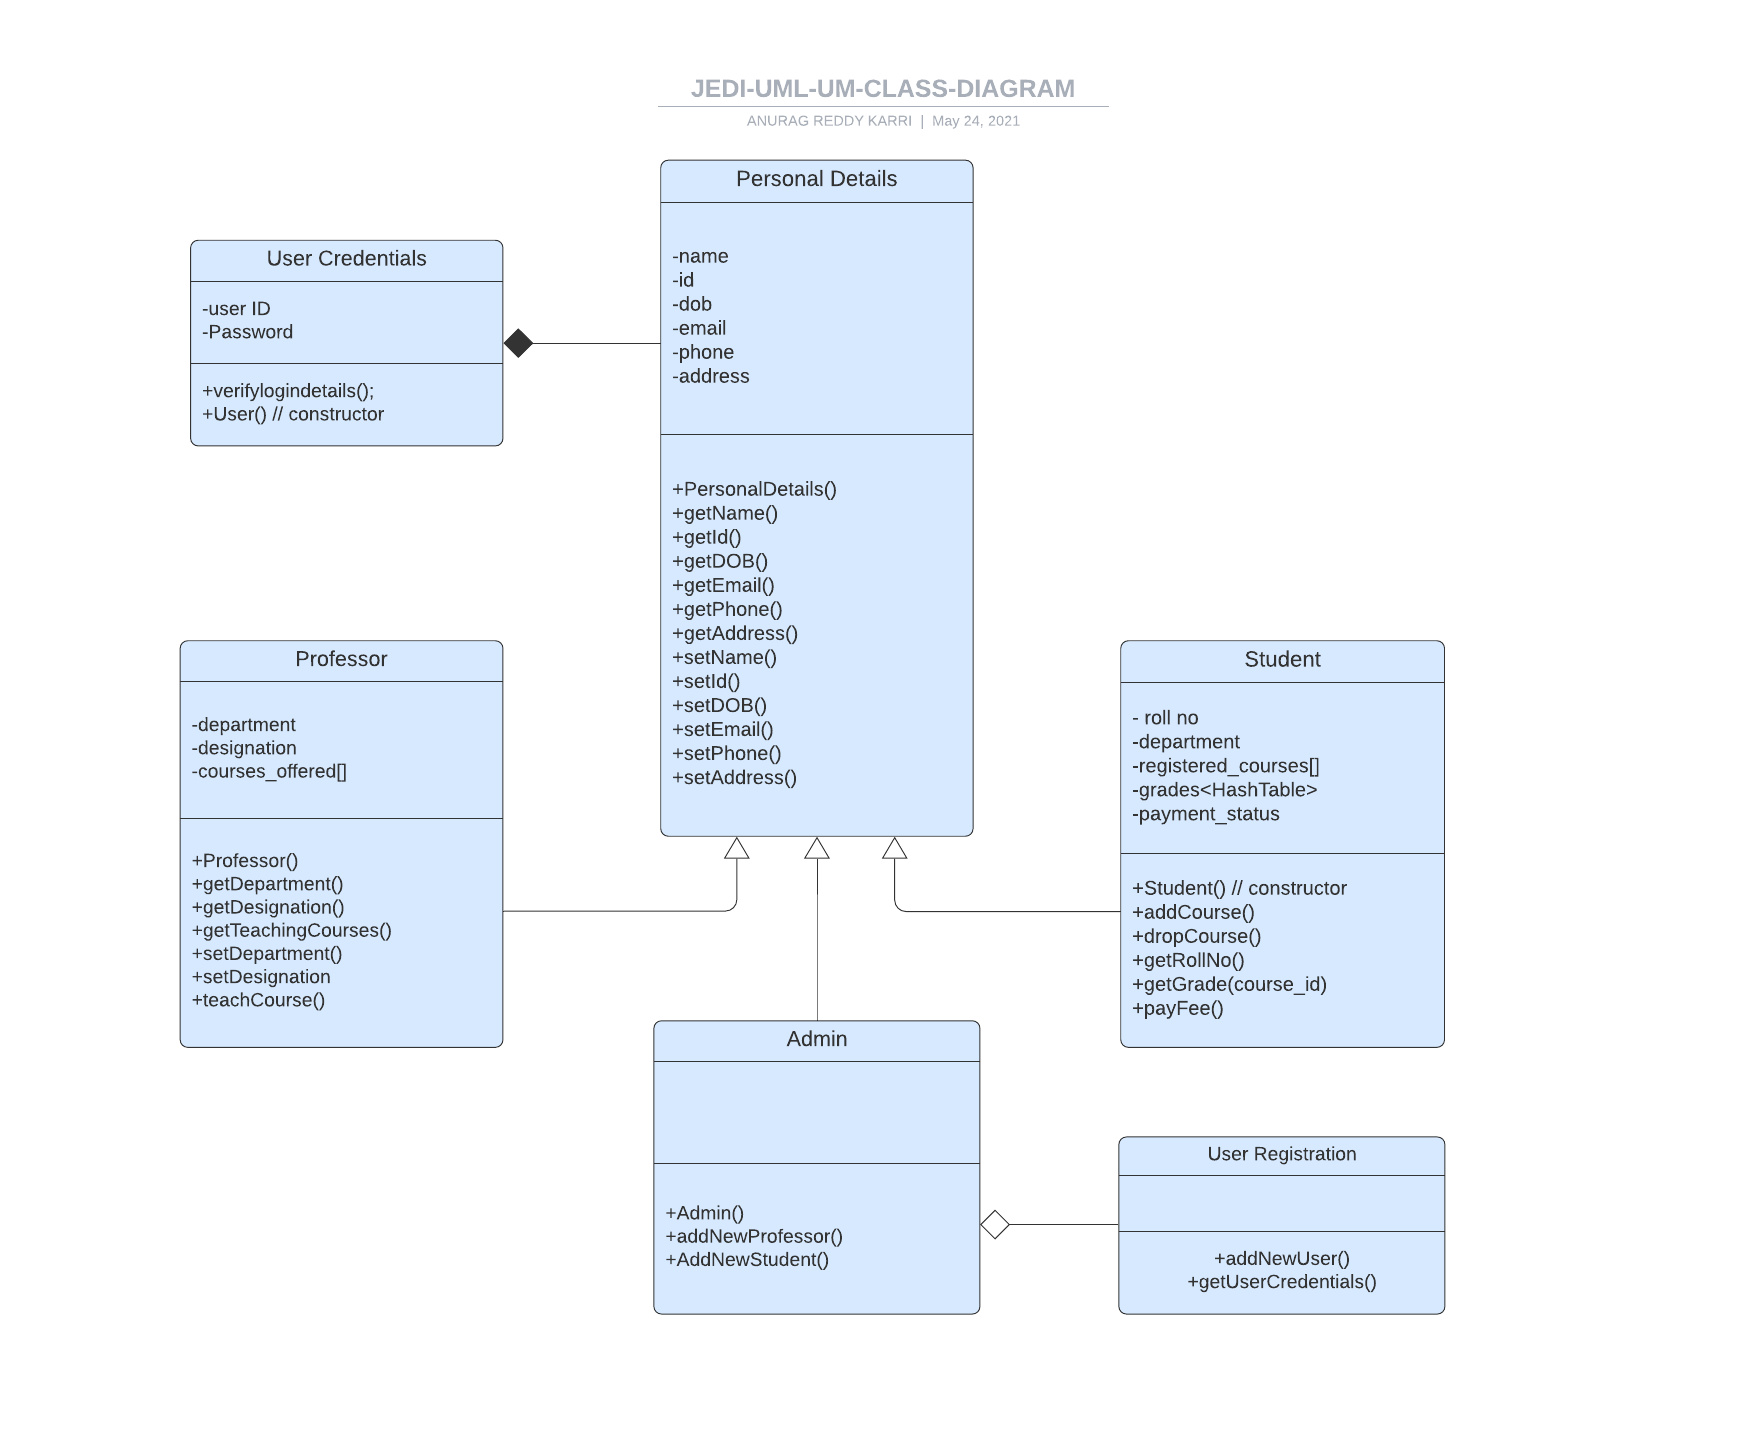 JEDI-UML-UM-CLASS-DIAGRAM
ANURAG REDDY KARRI | May 24, 2021
Personal Details
-name
-id
-dob
-email
-phone
-address
+PersonalDetails()
+getName()
+getId()
+getDOB()
+getEmail()
+getPhone()
+getAddress()
+setName()
+setId()
+setDOB()
+setEmail()
+setPhone()
+setAddress()
User Credentials
-user ID
-Password
+verifylogindetails();
+User() // constructor
Professor
-department
-designation
-courses_offered[]
+Professor()
+getDepartment()
+getDesignation()
+getTeachingCourses()
+setDepartment()
+setDesignation
+teachCourse()
Student
- roll no
-department
-registered_courses[]
-grades<HashTable>
-payment_status
+Student() // constructor
+addCourse()
+dropCourse()
+getRollNo()
+getGrade(course_id)
+payFee()
Admin
+Admin()
+addNewProfessor()
+AddNewStudent()
User Registration
+addNewUser()
+getUserCredentials()